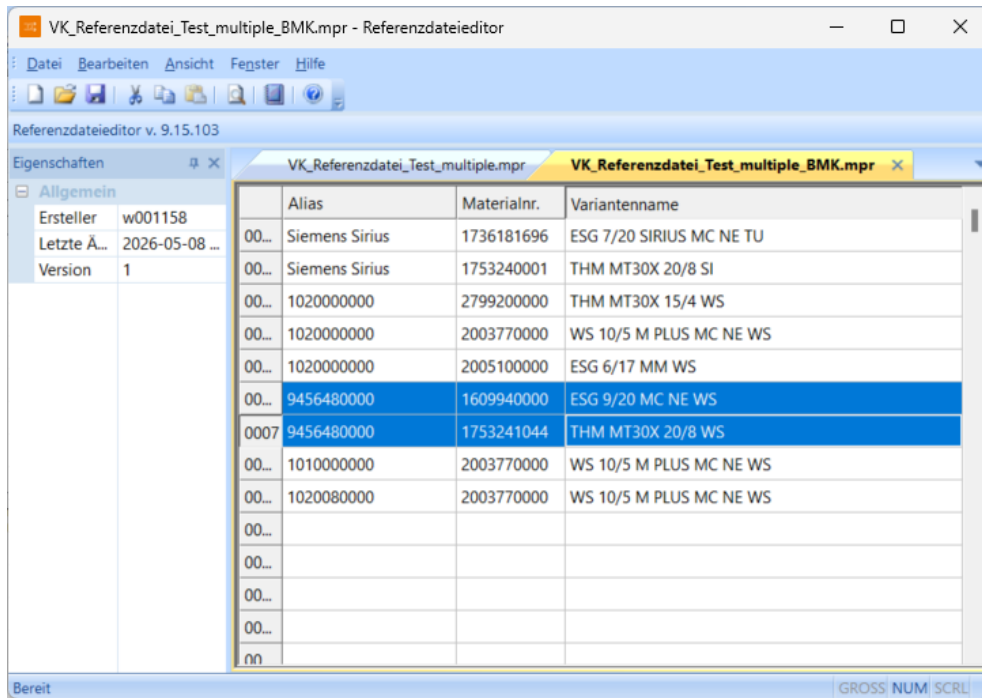 VK_Referenzdatei_Test_multiple_BMK.mpr - Referenzdateieditor
Datei Bearbeiten Ansicht Fenster Hilfe
Referenzdateieditor v. 9.15.103
Eigenschaften
Allgemein
Ersteller w001158
Letzte Ä... 2026-05-08 ...
Version 1
VK_Referenzdatei_Test_multiple.mpr VK_Referenzdatei_Test_multiple_BMK.mpr
Alias Materialnr. Variantenname
00... Siemens Sirius 1736181696 ESG 7/20 SIRIUS MC NE TU
00... Siemens Sirius 1753240001 THM MT30X 20/8 SI
00... 1020000000 2799200000 THM MT30X 15/4 WS
00... 1020000000 2003770000 WS 10/5 M PLUS MC NE WS
00... 1020000000 2005100000 ESG 6/17 MM WS
00... 9456480000 1609940000 ESG 9/20 MC NE WS
0007 9456480000 1753241044 THM MT30X 20/8 WS
00... 1010000000 2003770000 WS 10/5 M PLUS MC NE WS
00... 1020080000 2003770000 WS 10/5 M PLUS MC NE WS
00...
00...
00...
00...
00
Bereit GROSS NUM SCRL